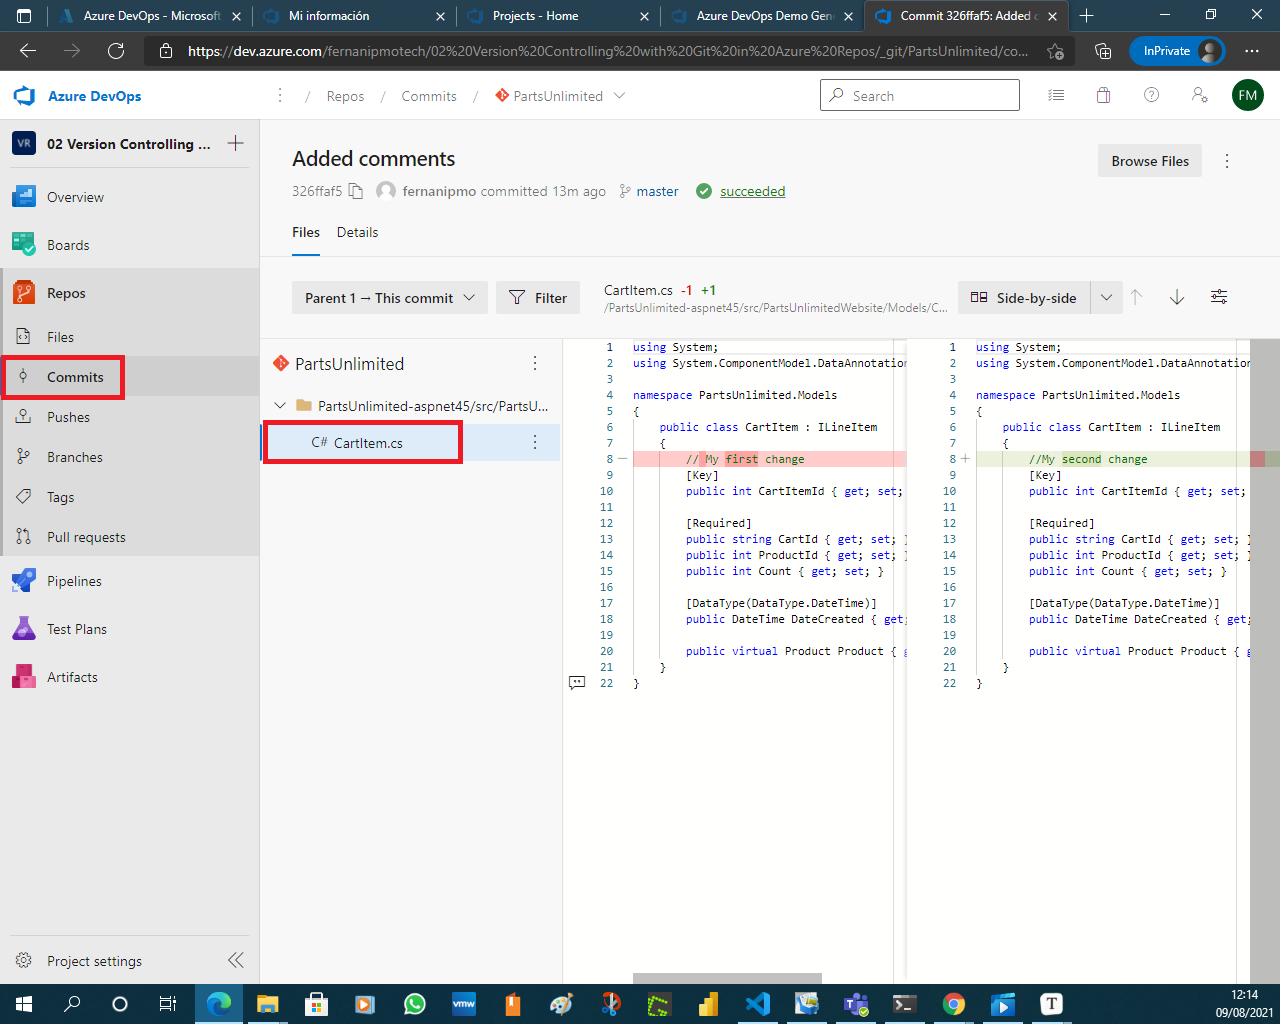 Azure DevOps - Microsoft
Mi información
Projects - Home
Azure DevOps Demo Gen
Commit 326ffaf5: Added c
https://dev.azure.com/fernanipmotech/02%20Version%20Controlling%20with%20Git%20in%20Azure%20Repos/_git/PartsUnlimited/co...
InPrivate
Azure DevOps
/ Repos / Commits / PartsUnlimited
Search
FM
VR
02 Version Controlling ...
Overview
Boards
Repos
Files
Commits
Pushes
Branches
Tags
Pull requests
Pipelines
Test Plans
Artifacts
Project settings
Added comments
Browse Files
326ffaf5 fernanipmo committed 13m ago master succeeded
Files Details
Parent 1 → This commit
Filter
CartItem.cs -1 +1
/PartsUnlimited-aspnet45/src/PartsUnlimitedWebsite/Models/C...
Side-by-side
PartsUnlimited
PartsUnlimited-aspnet45/src/PartsU...
C# CartItem.cs
1 using System;
2 using System.ComponentModel.DataAnnotation
3
4 namespace PartsUnlimited.Models
5 {
6 public class CartItem : ILineItem
7 {
8 — // My first change
9 [Key]
10 public int CartItemId { get; set;
11
12 [Required]
13 public string CartId { get; set; }
14 public int ProductId { get; set; }
15 public int Count { get; set; }
16
17 [DataType(DataType.DateTime)]
18 public DateTime DateCreated { get;
19
20 public virtual Product Product { g
21 }
22 }
1 using System;
2 using System.ComponentModel.DataAnnotation
3
4 namespace PartsUnlimited.Models
5 {
6 public class CartItem : ILineItem
7 {
8 + //My second change
9 [Key]
10 public int CartItemId { get; set;
11
12 [Required]
13 public string CartId { get; set; }
14 public int ProductId { get; set; }
15 public int Count { get; set; }
16
17 [DataType(DataType.DateTime)]
18 public DateTime DateCreated { get;
19
20 public virtual Product Product { g
21 }
22 }
vmw
T
12:14
09/08/2021